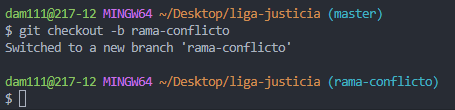 dam111@217-12 MINGW64 ~/Desktop/liga-justicia (master)
$ git checkout -b rama-conflicto
Switched to a new branch 'rama-conflicto'
dam111@217-12 MINGW64 ~/Desktop/liga-justicia (rama-conflicto)
$